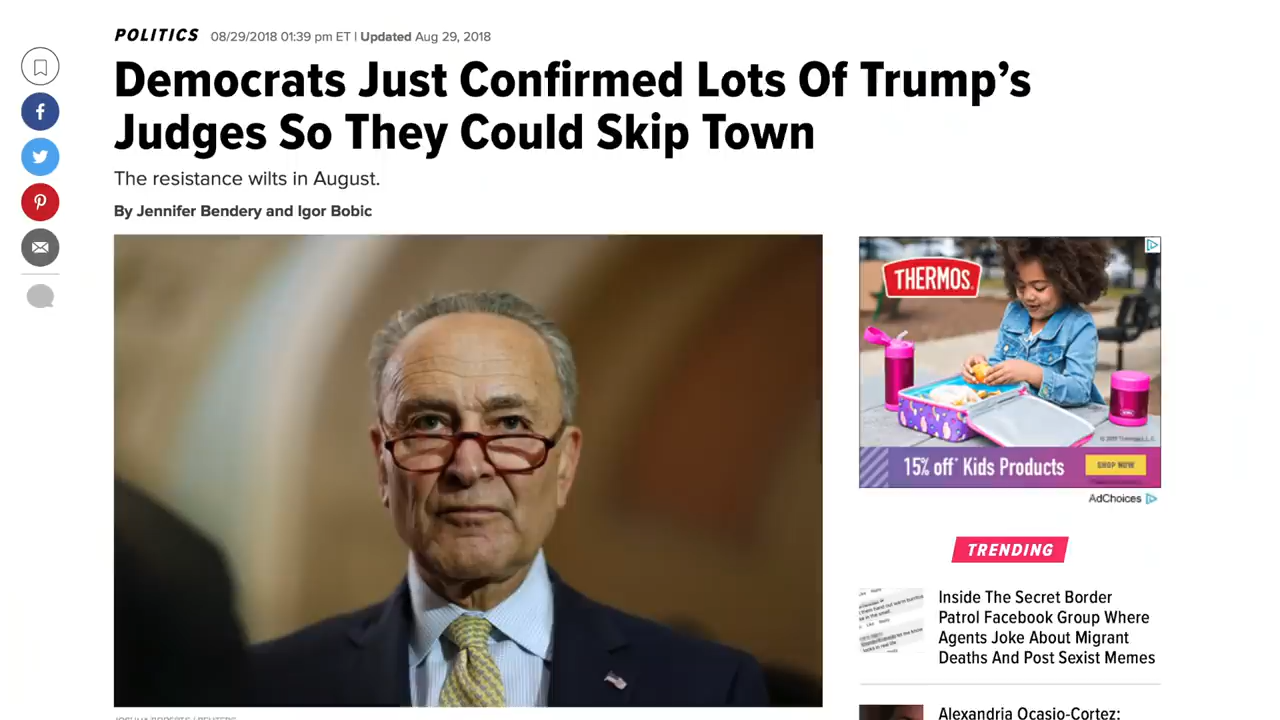 POLITICS 08/29/2018 01:39 pm ET | Updated Aug 29, 2018
Democrats Just Confirmed Lots Of Trump’s
Judges So They Could Skip Town
The resistance wilts in August.
By Jennifer Bendery and Igor Bobic
THERMOS.
15% off* Kids Products
SHOP NOW
AdChoices
TRENDING
Inside The Secret Border
Patrol Facebook Group Where
Agents Joke About Migrant
Deaths And Post Sexist Memes
Alexandria Ocasio-Cortez: